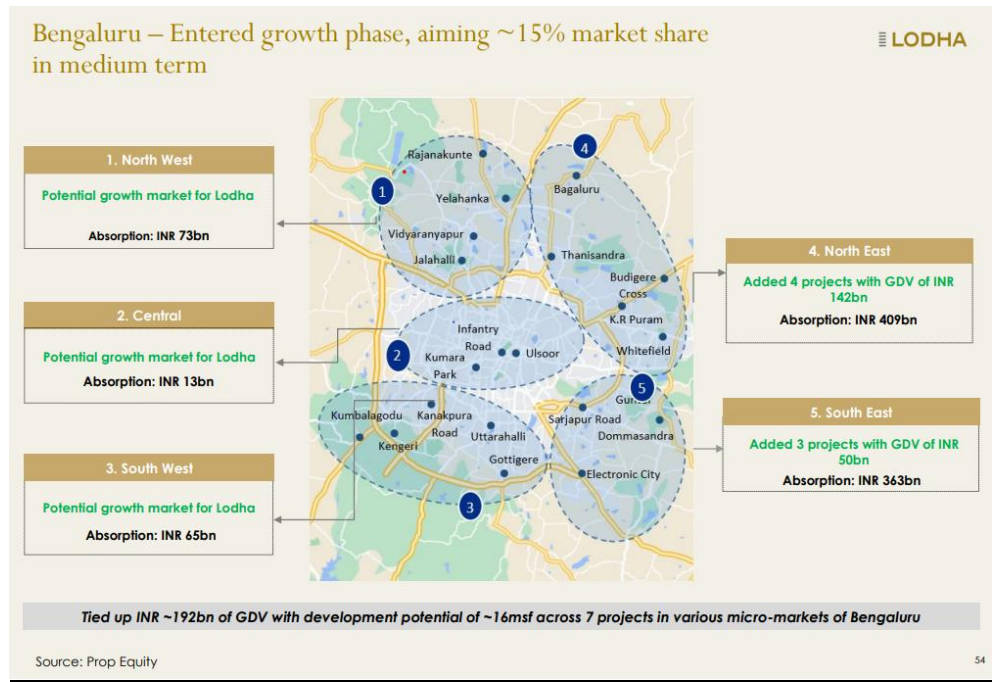 Bengaluru – Entered growth phase, aiming ~15% market share
in medium term
LODHA
1. North West
Potential growth market for Lodha
Absorption: INR 73bn
2. Central
Potential growth market for Lodha
Absorption: INR 13bn
3. South West
Potential growth market for Lodha
Absorption: INR 65bn
1
Rajanakunte
Yelahanka
Vidyaranyapur
Jalahalli
4
Bagaluru
Thanisandra
Budigere
Cross
K.R Puram
Whitefield
2
Infantry
Road
Ulsoor
Kumara
Park
Kumbalagodu
Kanakpura
Road
Kengeri
Uttarahalli
Gottigere
3
5
Sarjapur Road
Dommasandra
Electronic City
4. North East
Added 4 projects with GDV of INR
142bn
Absorption: INR 409bn
5. South East
Added 3 projects with GDV of INR
50bn
Absorption: INR 363bn
Tied up INR ~192bn of GDV with development potential of ~16msf across 7 projects in various micro-markets of Bengaluru
Source: Prop Equity
54